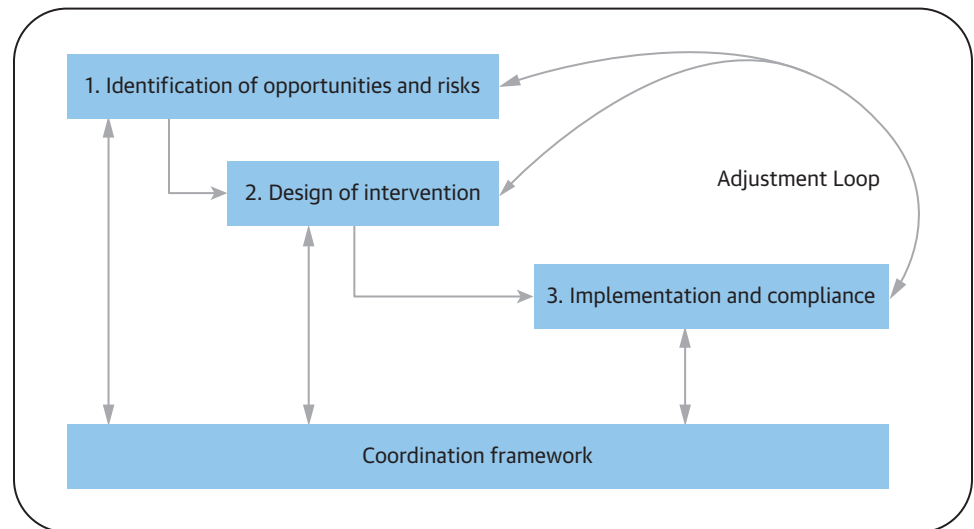 1. Identification of opportunities and risks
2. Design of intervention
Adjustment Loop
3. Implementation and compliance
Coordination framework